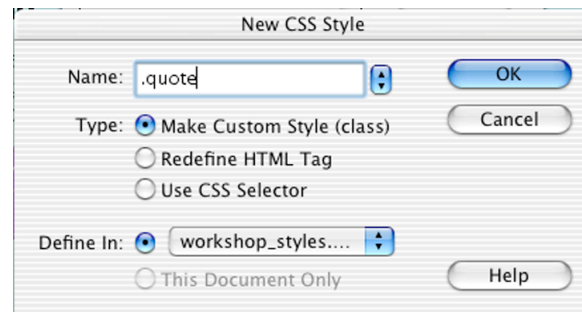 New CSS Style
Name: .quote OK
Type: Make Custom Style (class) Cancel
Redefine HTML Tag
Use CSS Selector
Define In: workshop_styles....
This Document Only Help